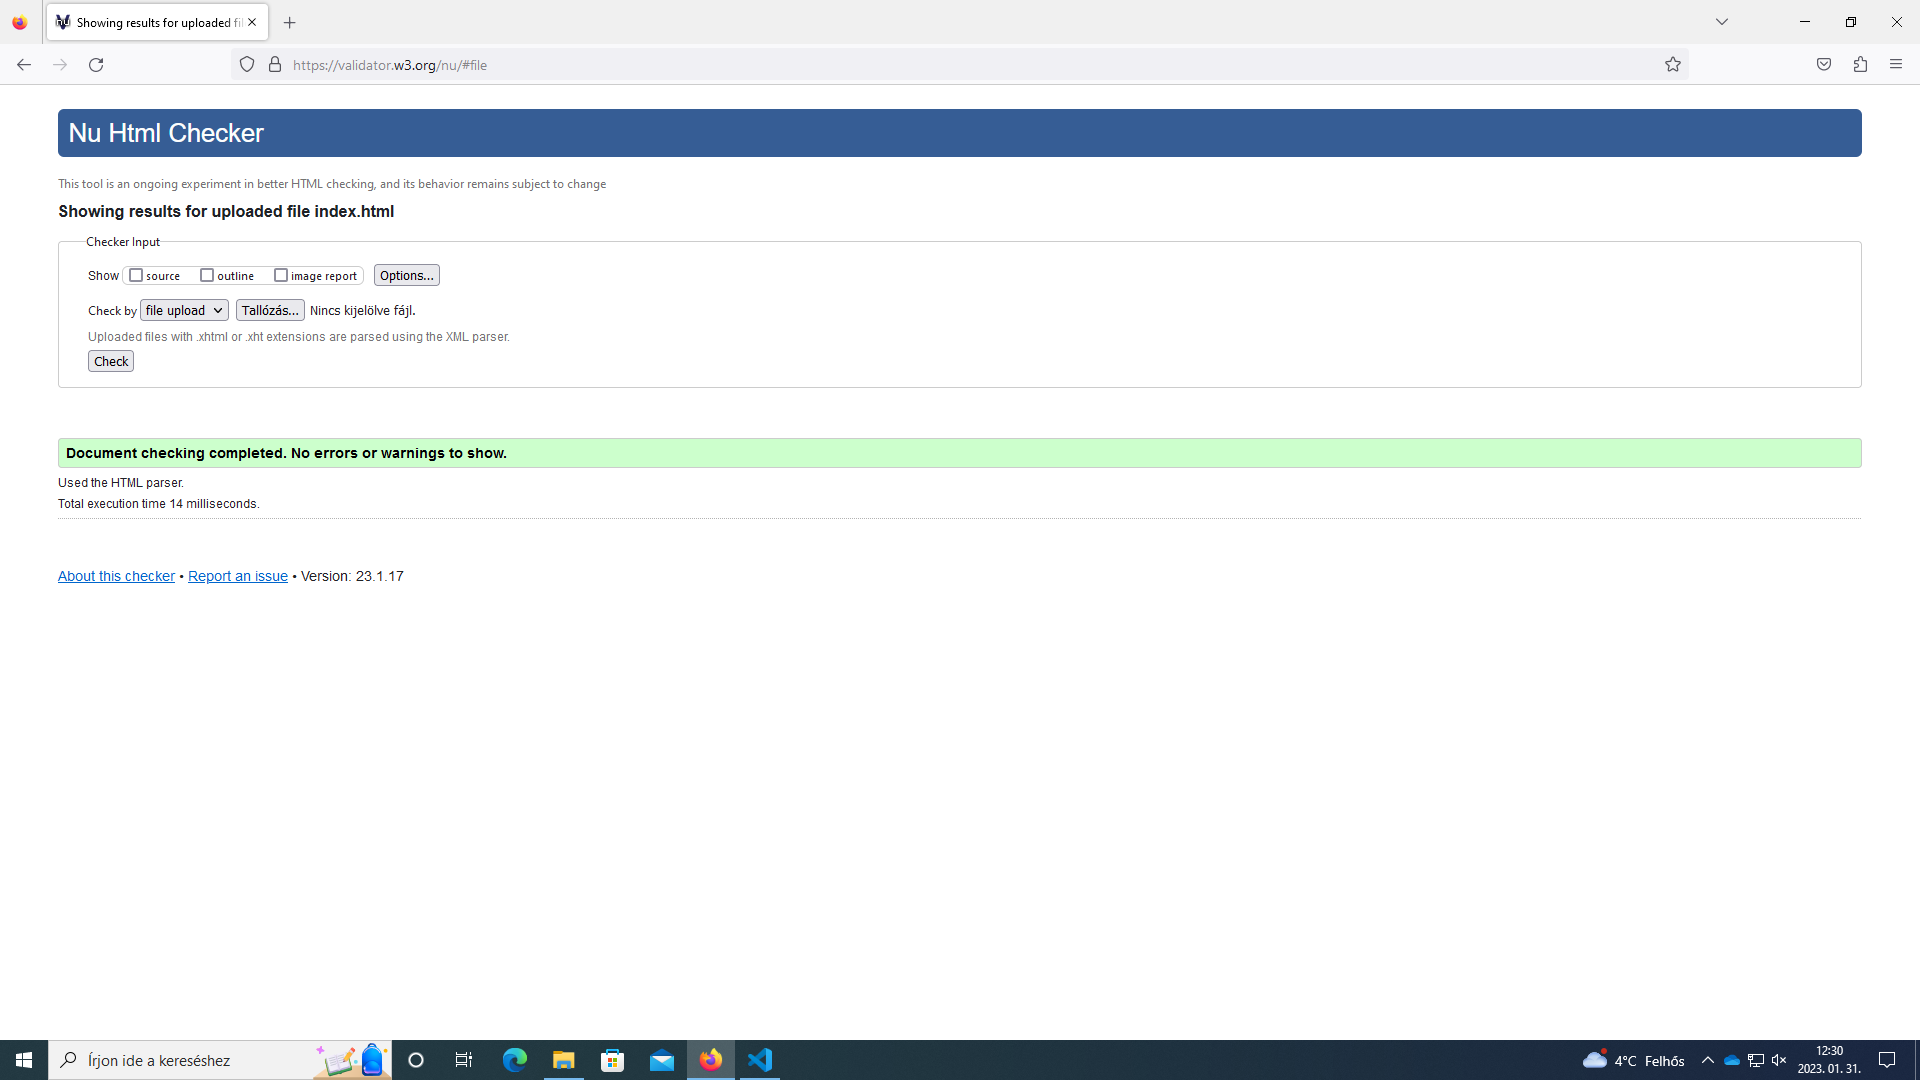 Showing results for uploaded fil
https://validator.w3.org/nu/#file
Nu Html Checker
This tool is an ongoing experiment in better HTML checking, and its behavior remains subject to change
Showing results for uploaded file index.html
Checker Input
Show source outline image report Options...
Check by file upload Tallózás... Nincs kijelölve fájl.
Uploaded files with .xhtml or .xht extensions are parsed using the XML parser.
Check
Document checking completed. No errors or warnings to show.
Used the HTML parser.
Total execution time 14 milliseconds.
About this checker • Report an issue • Version: 23.1.17
Írjon ide a kereséshez
4°C Felhős
12:30
2023. 01. 31.